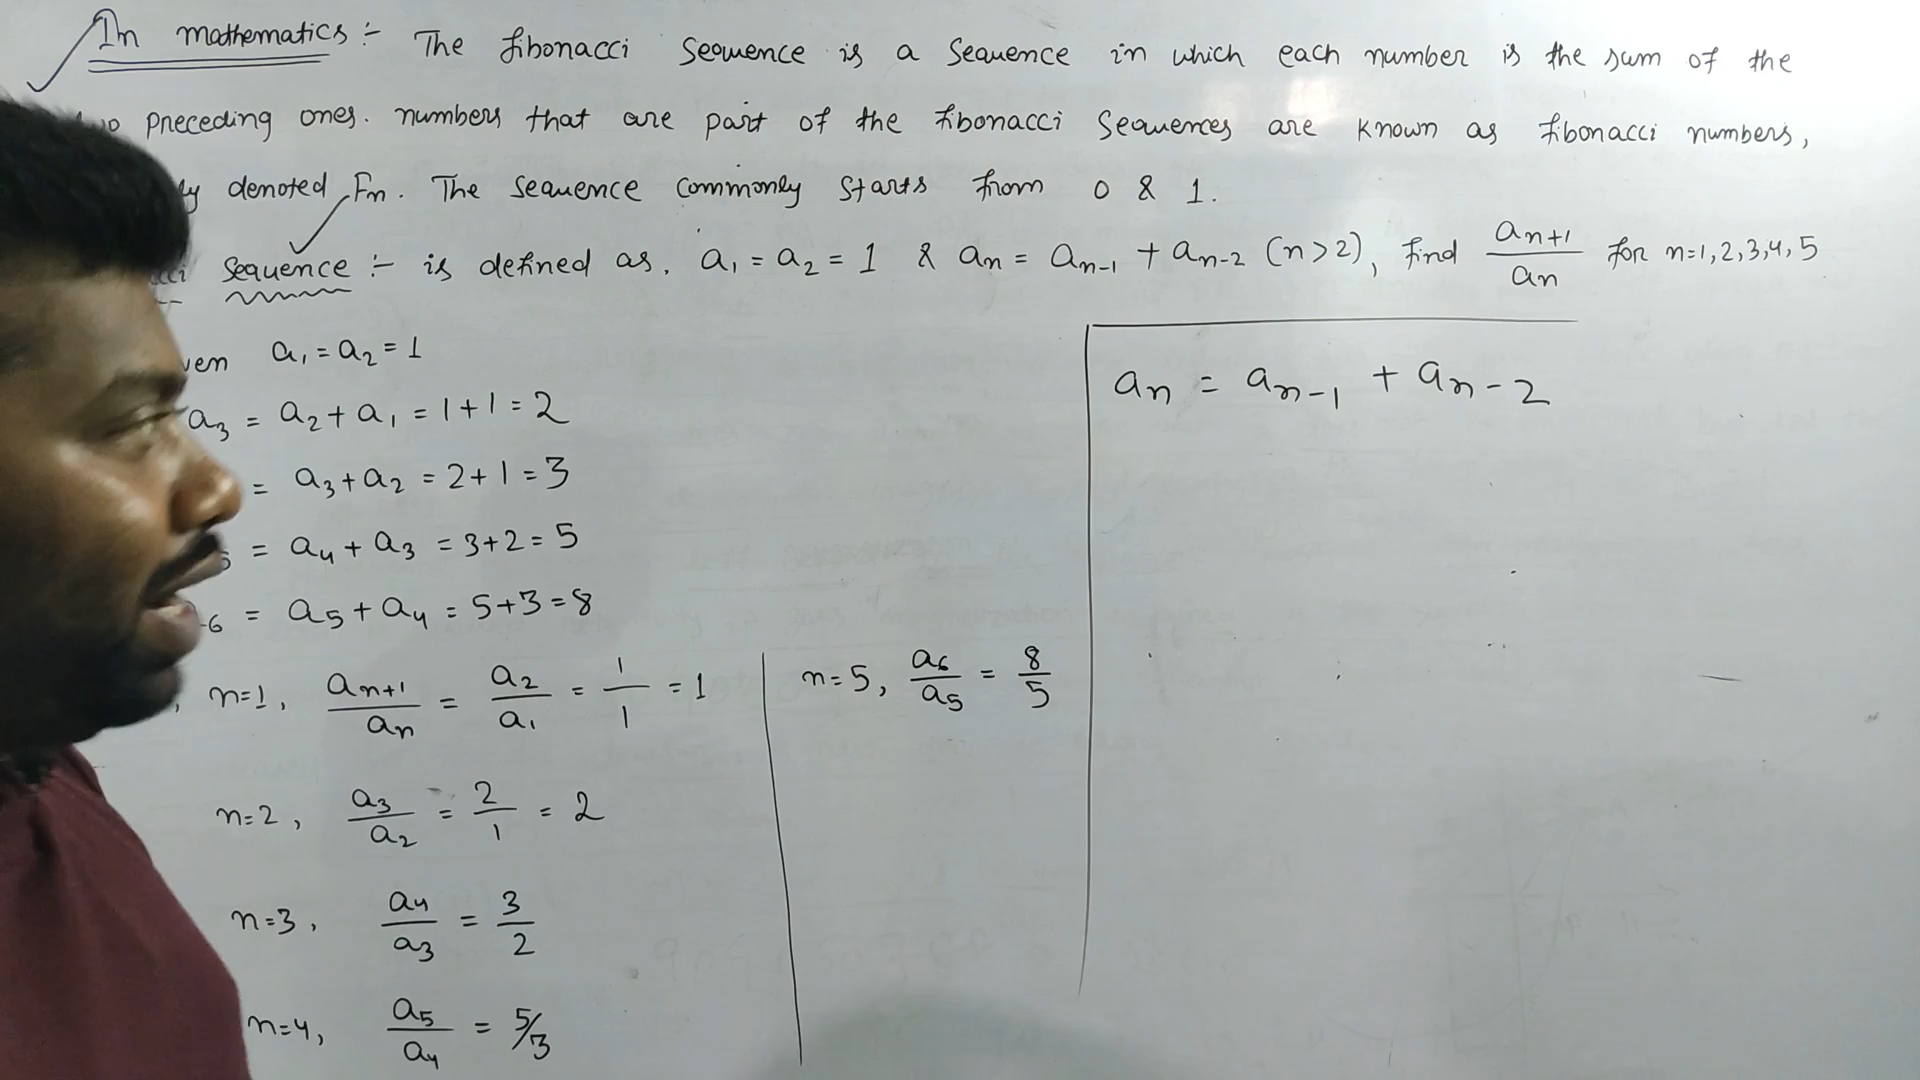 In mathematics :- The fibonacci Sequence is a Sequence in which each number is the sum of the
preceding ones. numbers that are part of the fibonacci Sequences are known as fibonacci numbers,
denoted Fn. The sequence commonly starts from 0 & 1.
Sequence :- is defined as, a₁ = a₂ = 1 & aₙ = aₙ₋₁ + aₙ₋₂ (n>2), find aₙ₊₁/aₙ for n=1,2,3,4,5
a₁ = a₂ = 1
a₃ = a₂ + a₁ = 1+1 = 2
= a₃ + a₂ = 2+1 = 3
= a₄ + a₃ = 3+2 = 5
6 = a₅ + a₄ = 5+3 = 8
n=1, aₙ₊₁/aₙ = a₂/a₁ = 1/1 = 1
n=2, a₃/a₂ = 2/1 = 2
n=3, a₄/a₃ = 3/2
n=4, a₅/a₄ = 5/3
n=5, a₆/a₅ = 8/5
aₙ = aₙ₋₁ + aₙ₋₂